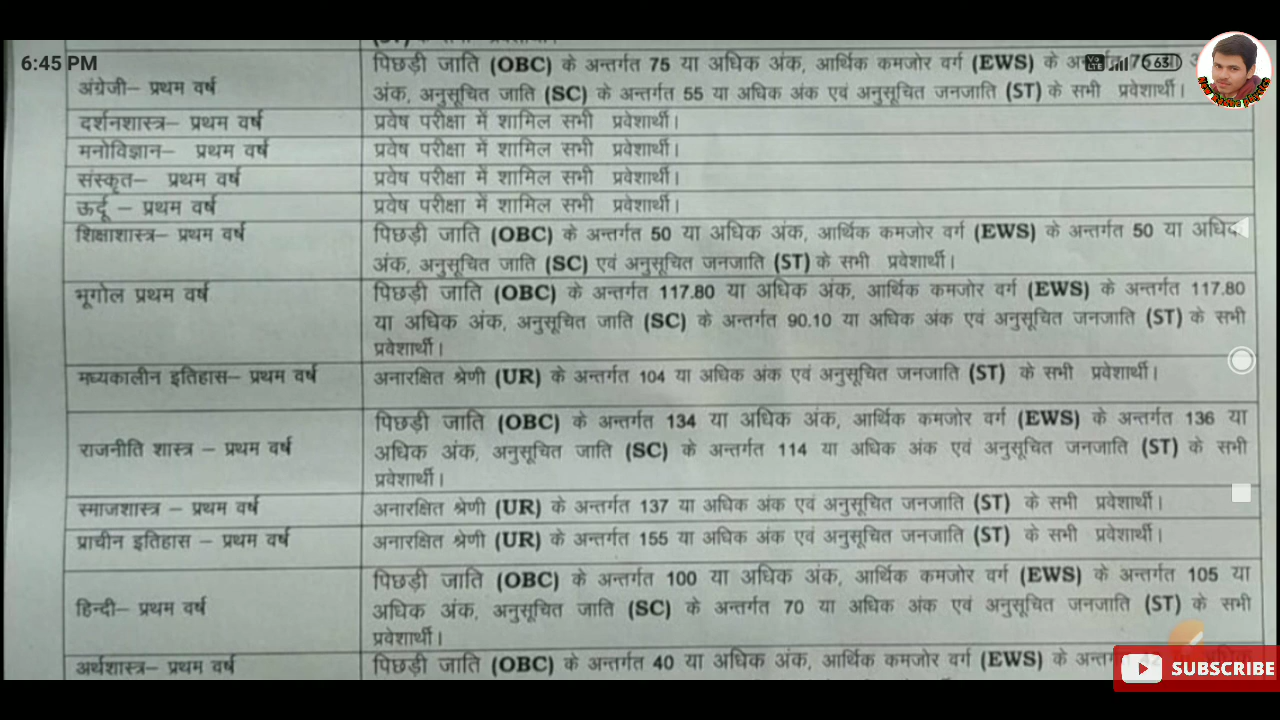 6:45 PM
Vo LTE 63
अंग्रेजी– प्रथम वर्ष
पिछड़ी जाति (OBC) के अन्तर्गत 75 या अधिक अंक, आर्थिक कमजोर वर्ग (EWS) के
अंक, अनुसूचित जाति (SC) के अन्तर्गत 55 या अधिक अंक एवं अनुसूचित जनजाति (ST) के सभी प्रवेशार्थी।
दर्शनशास्त्र– प्रथम वर्ष
प्रवेष परीक्षा में शामिल सभी प्रवेशार्थी।
मनोविज्ञान– प्रथम वर्ष
प्रवेष परीक्षा में शामिल सभी प्रवेशार्थी।
संस्कृत– प्रथम वर्ष
प्रवेष परीक्षा में शामिल सभी प्रवेशार्थी।
ऊर्दू – प्रथम वर्ष
प्रवेष परीक्षा में शामिल सभी प्रवेशार्थी।
शिक्षाशास्त्र– प्रथम वर्ष
पिछड़ी जाति (OBC) के अन्तर्गत 50 या अधिक अंक, आर्थिक कमजोर वर्ग (EWS) के अन्तर्गत 50 या अधिक
अंक, अनुसूचित जाति (SC) एवं अनुसूचित जनजाति (ST) के सभी प्रवेशार्थी।
भूगोल प्रथम वर्ष
पिछड़ी जाति (OBC) के अन्तर्गत 117.80 या अधिक अंक, आर्थिक कमजोर वर्ग (EWS) के अन्तर्गत 117.80
या अधिक अंक, अनुसूचित जाति (SC) के अन्तर्गत 90.10 या अधिक अंक एवं अनुसूचित जनजाति (ST) के सभी
प्रवेशार्थी।
मध्यकालीन इतिहास– प्रथम वर्ष
अनारक्षित श्रेणी (UR) के अन्तर्गत 104 या अधिक अंक एवं अनुसूचित जनजाति (ST) के सभी प्रवेशार्थी।
राजनीति शास्त्र – प्रथम वर्ष
पिछड़ी जाति (OBC) के अन्तर्गत 134 या अधिक अंक, आर्थिक कमजोर वर्ग (EWS) के अन्तर्गत 136 या
अधिक अंक, अनुसूचित जाति (SC) के अन्तर्गत 114 या अधिक अंक एवं अनुसूचित जनजाति (ST) के सभी
प्रवेशार्थी।
स्माजशास्त्र – प्रथम वर्ष
अनारक्षित श्रेणी (UR) के अन्तर्गत 137 या अधिक अंक एवं अनुसूचित जनजाति (ST) के सभी प्रवेशार्थी।
प्राचीन इतिहास – प्रथम वर्ष
अनारक्षित श्रेणी (UR) के अन्तर्गत 155 या अधिक अंक एवं अनुसूचित जनजाति (ST) के सभी प्रवेशार्थी।
हिन्दी– प्रथम वर्ष
पिछड़ी जाति (OBC) के अन्तर्गत 100 या अधिक अंक, आर्थिक कमजोर वर्ग (EWS) के अन्तर्गत 105 या
अधिक अंक, अनुसूचित जाति (SC) के अन्तर्गत 70 या अधिक अंक एवं अनुसूचित जनजाति (ST) के सभी
प्रवेशार्थी।
अर्थशास्त्र– प्रथम वर्ष
पिछड़ी जाति (OBC) के अन्तर्गत 40 या अधिक अंक, आर्थिक कमजोर वर्ग (EWS) के
SUBSCRIBE